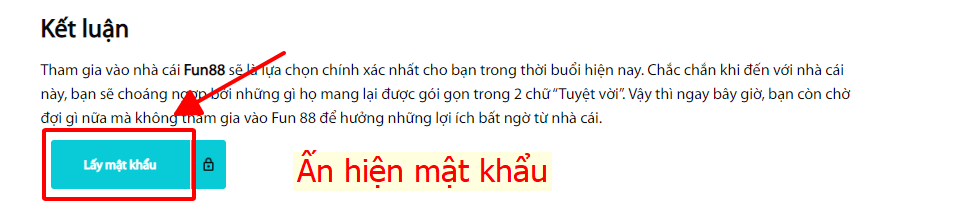 Kết luận
Tham gia vào nhà cái Fun88 sẽ là lựa chọn chính xác nhất cho bạn trong thời buổi hiện nay. Chắc chắn khi đến với nhà cái
này, bạn sẽ choáng ngợp bởi những gì họ mang lại được gói gọn trong 2 chữ “Tuyệt vời”. Vậy thì ngay bây giờ, bạn còn chờ
đợi gì nữa mà không tham gia vào Fun 88 để hưởng những lợi ích bất ngờ từ nhà cái.
Lấy mật khẩu
Ấn hiện mật khẩu